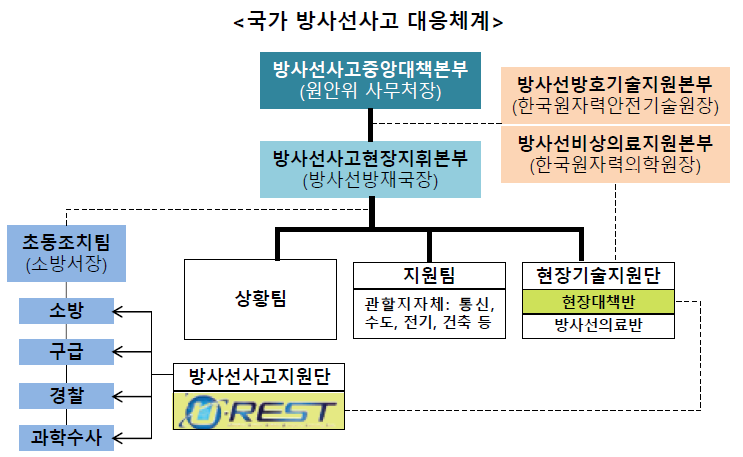 <국가 방사선사고 대응체계>
방사선사고중앙대책본부
(원안위 사무처장)
방사선방호기술지원본부
(한국원자력안전기술원장)
방사선비상의료지원본부
(한국원자력의학원장)
방사선사고현장지휘본부
(방사선방재국장)
초동조치팀
(소방서장)
소방
구급
경찰
과학수사
상황팀
지원팀
관할지자체: 통신,
수도, 전기, 건축 등
현장기술지원단
현장대책반
방사선의료반
방사선사고지원단
REST